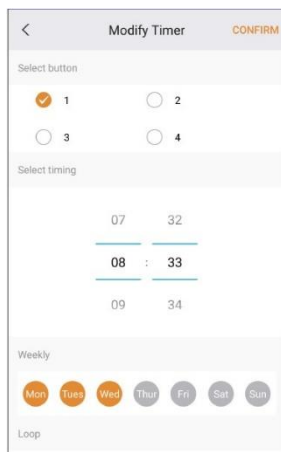 Modify Timer CONFIRM
Select button
1 2
3 4
Select timing
07 32
08 : 33
09 34
Weekly
Mon Tues Wed Thur Fri Sat Sun
Loop